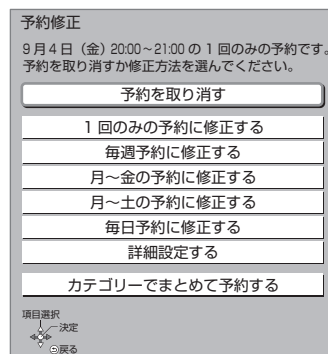 予約修正
9月4日（金）20:00～21:00 の 1 回のみの予約です。
予約を取り消すか修正方法を選んでください。
予約を取り消す
1 回のみの予約に修正する
毎週予約に修正する
月～金の予約に修正する
月～土の予約に修正する
毎日予約に修正する
詳細設定する
カテゴリーでまとめて予約する
項目選択
決定
戻る